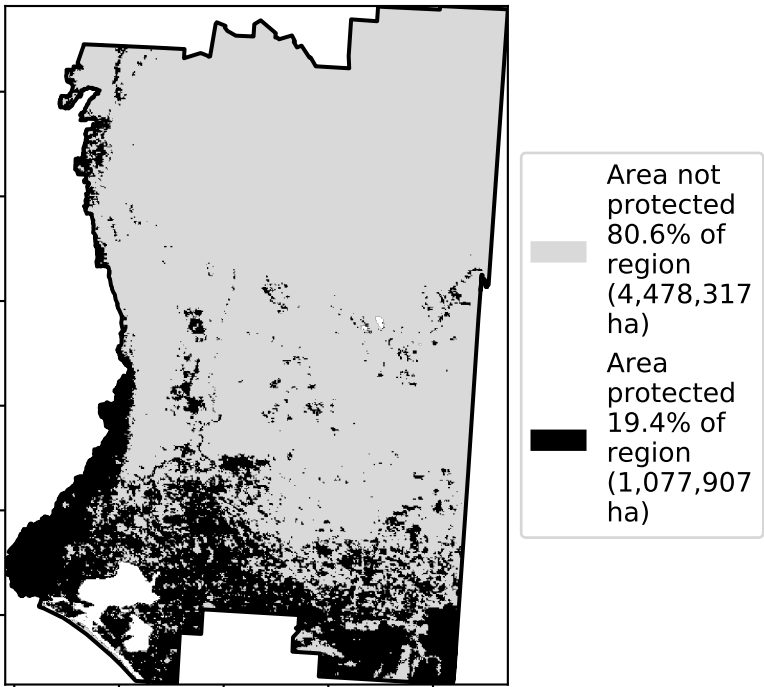 Area not
protected
80.6% of
region
(4,478,317
ha)
Area
protected
19.4% of
region
(1,077,907
ha)